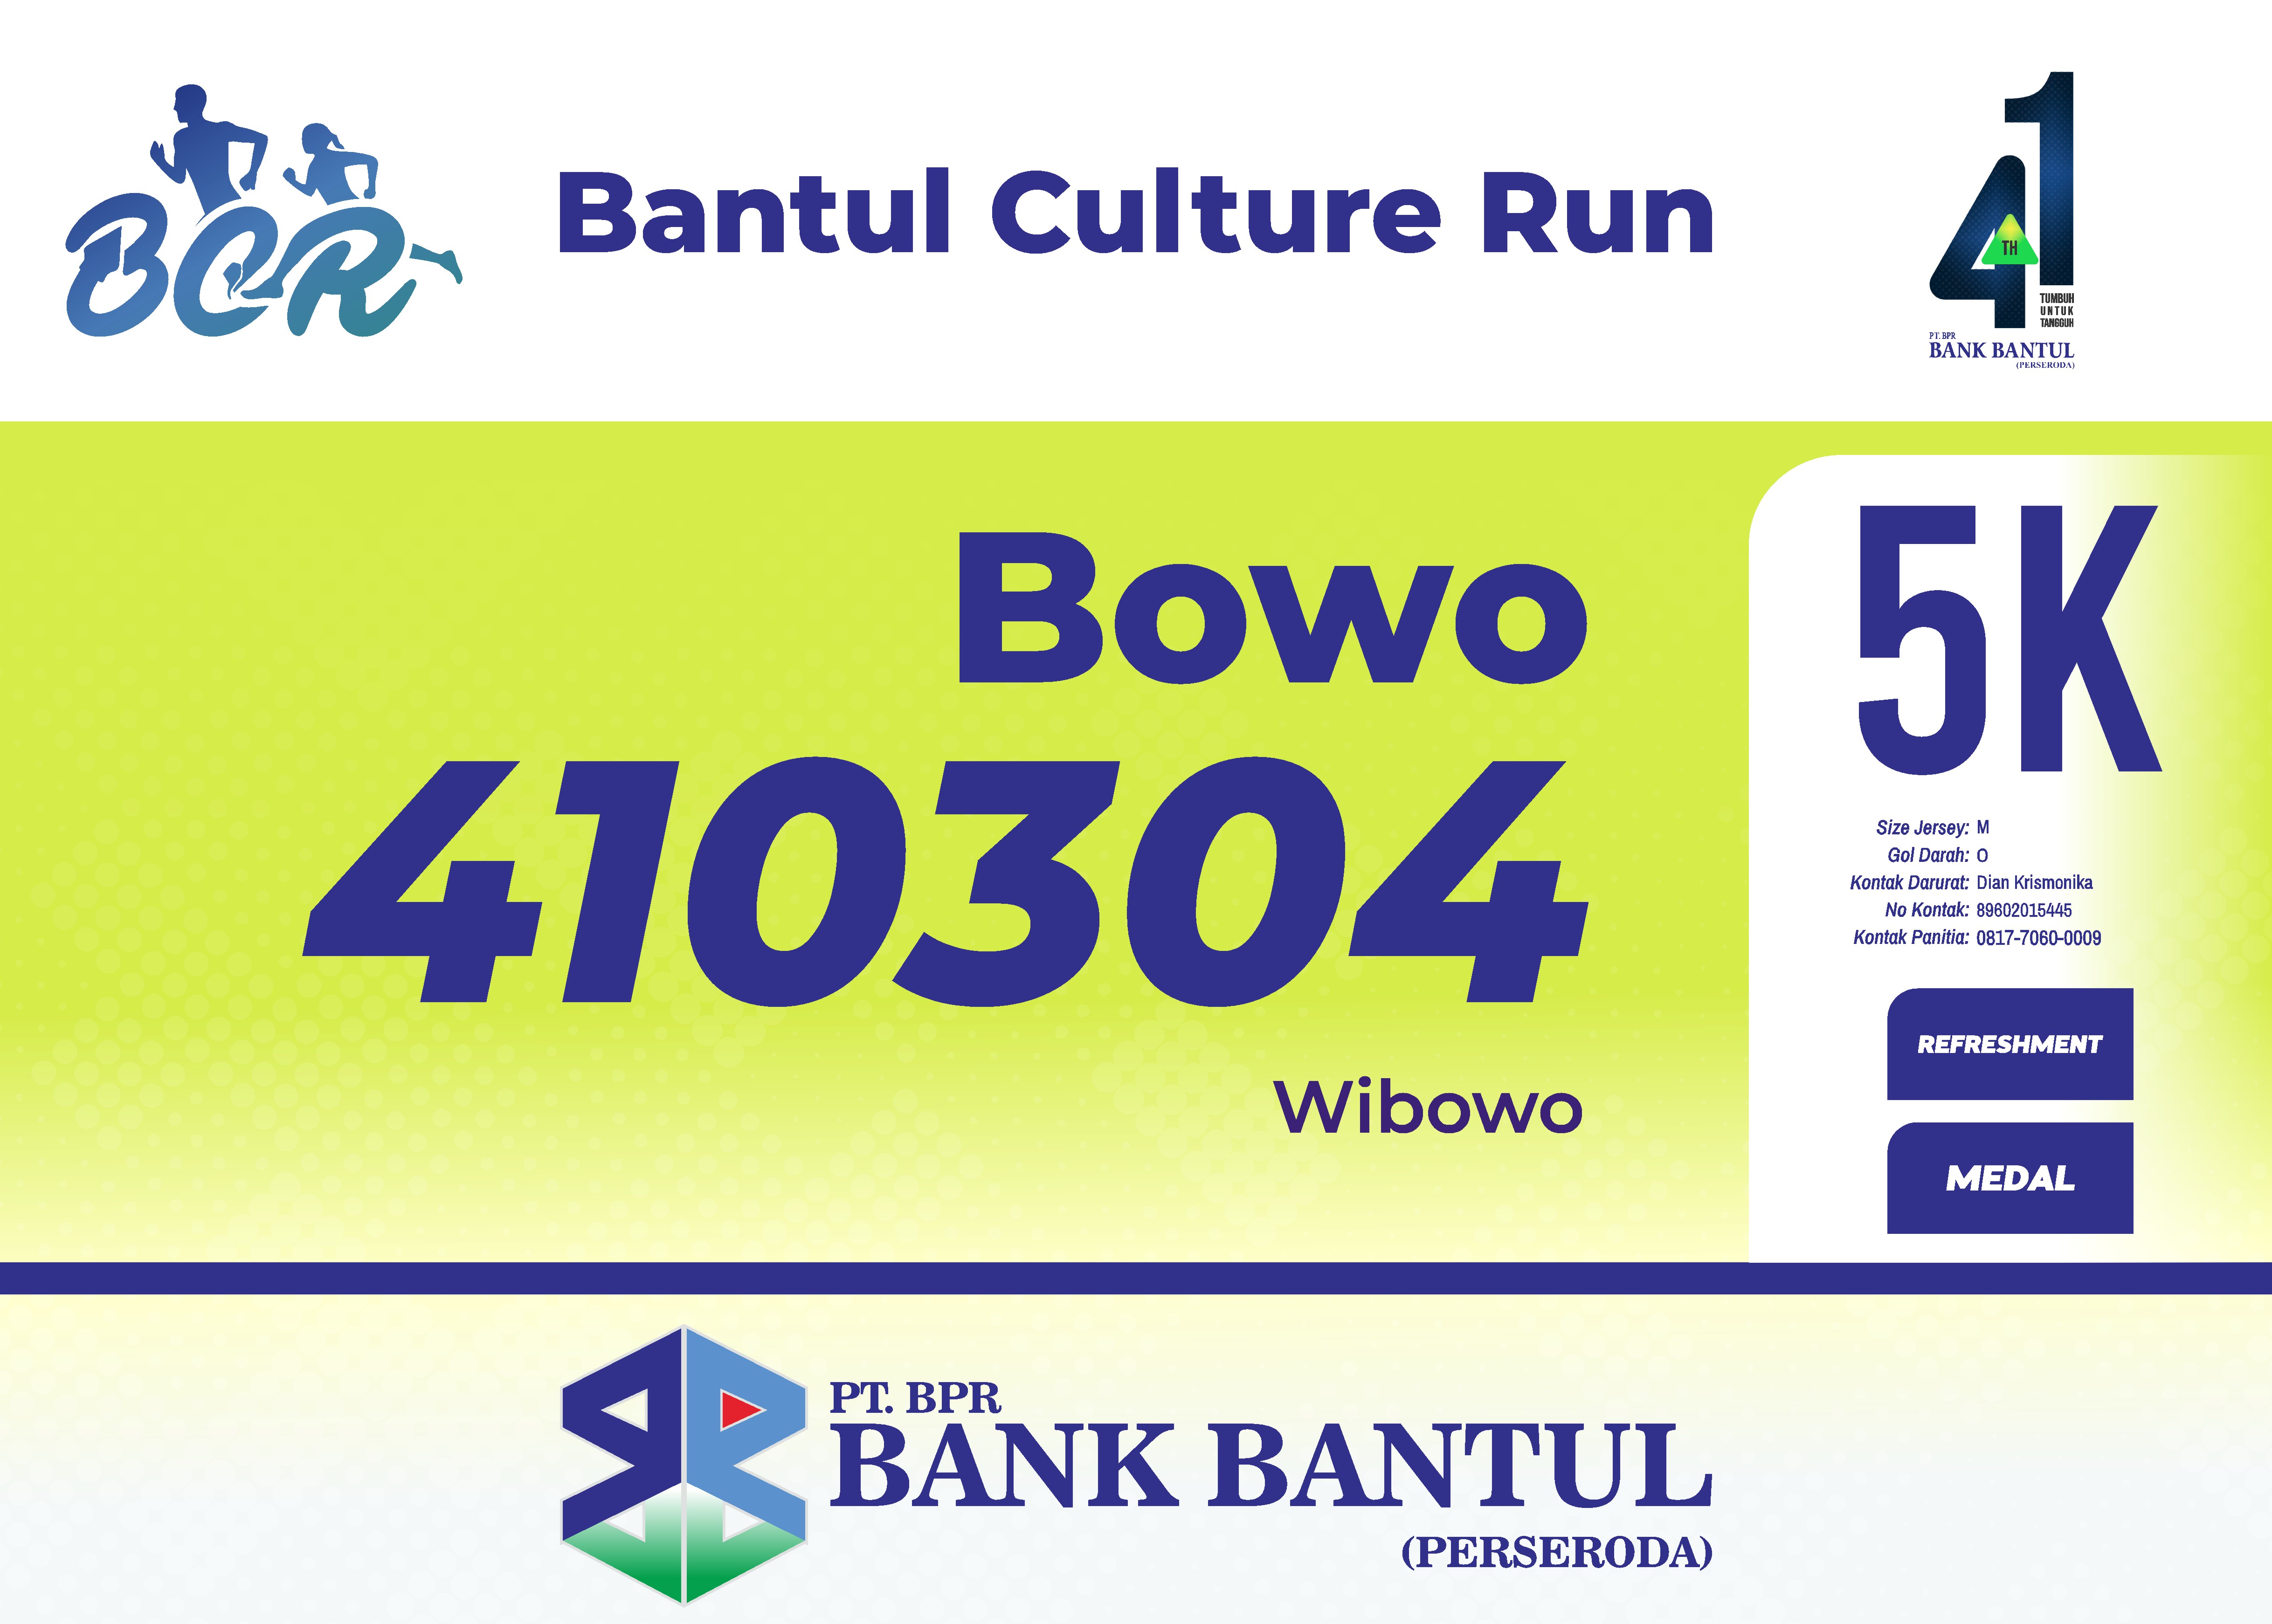 BCR
Bantul Culture Run
41
TH
TUMBUH
UNTUK
TANGGUH
PT. BPR
BANK BANTUL
(PERSERODA)
Bowo
410304
Wibowo
5K
Size Jersey: M
Gol Darah: O
Kontak Darurat: Dian Krismonika
No Kontak: 89602015445
Kontak Panitia: 0817-7060-0009
REFRESHMENT
MEDAL
PT. BPR
BANK BANTUL
(PERSERODA)